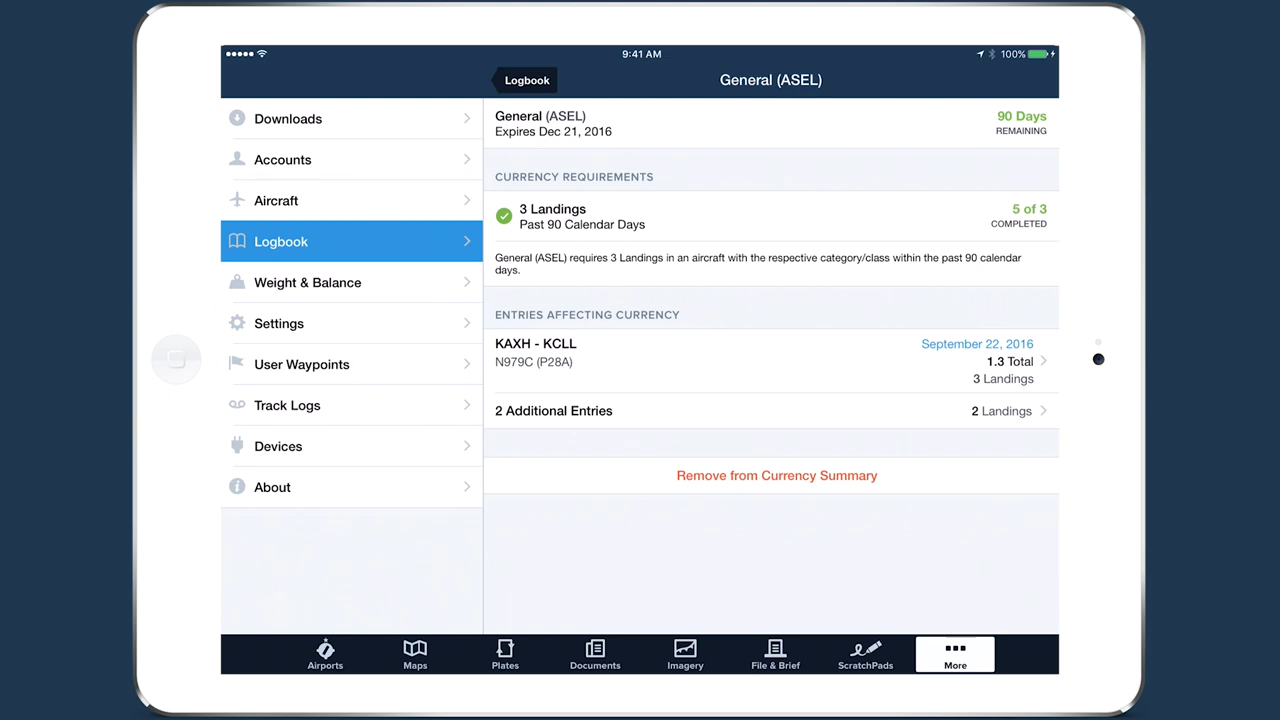 9:41 AM
100%
Logbook
General (ASEL)
Downloads
Accounts
Aircraft
Logbook
Weight & Balance
Settings
User Waypoints
Track Logs
Devices
About
General (ASEL)
90 Days
Expires Dec 21, 2016
REMAINING
CURRENCY REQUIREMENTS
3 Landings
5 of 3
Past 90 Calendar Days
COMPLETED
General (ASEL) requires 3 Landings in an aircraft with the respective category/class within the past 90 calendar
days.
ENTRIES AFFECTING CURRENCY
KAXH - KCLL
September 22, 2016
N979C (P28A)
1.3 Total
3 Landings
2 Additional Entries
2 Landings
Remove from Currency Summary
Airports
Maps
Plates
Documents
Imagery
File & Brief
ScratchPads
More